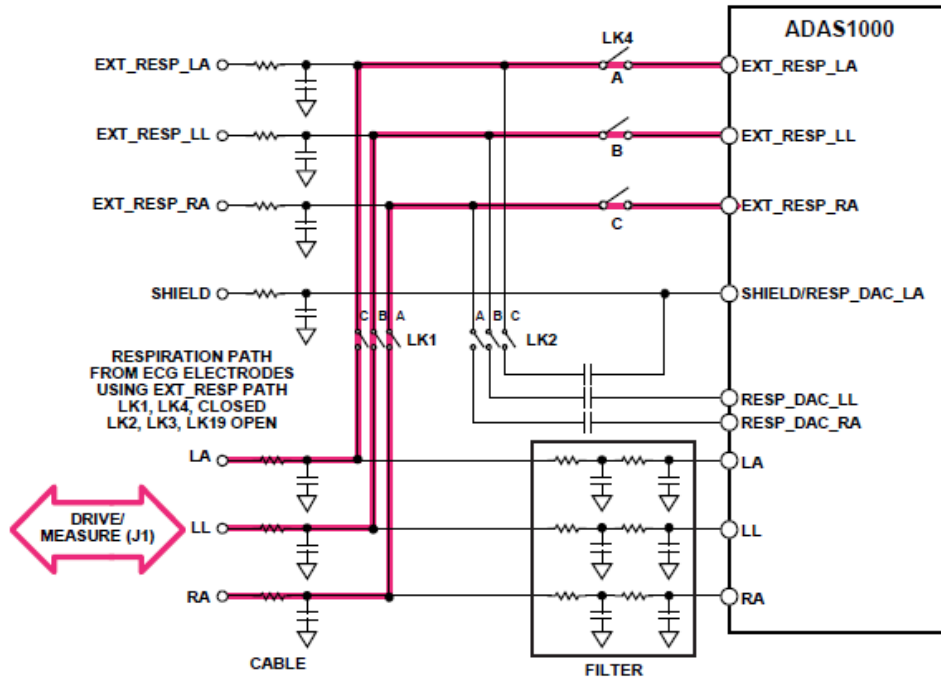 ADAS1000
LK4
EXT_RESP_LA
A
EXT_RESP_LA
EXT_RESP_LL
B
EXT_RESP_LL
EXT_RESP_RA
C
EXT_RESP_RA
SHIELD
SHIELD/RESP_DAC_LA
C B A
LK1
A B C
LK2
RESPIRATION PATH
FROM ECG ELECTRODES
USING EXT_RESP PATH
LK1, LK4, CLOSED
LK2, LK3, LK19 OPEN
RESP_DAC_LL
RESP_DAC_RA
LA
LA
DRIVE/
MEASURE (J1)
LL
LL
RA
RA
CABLE
FILTER